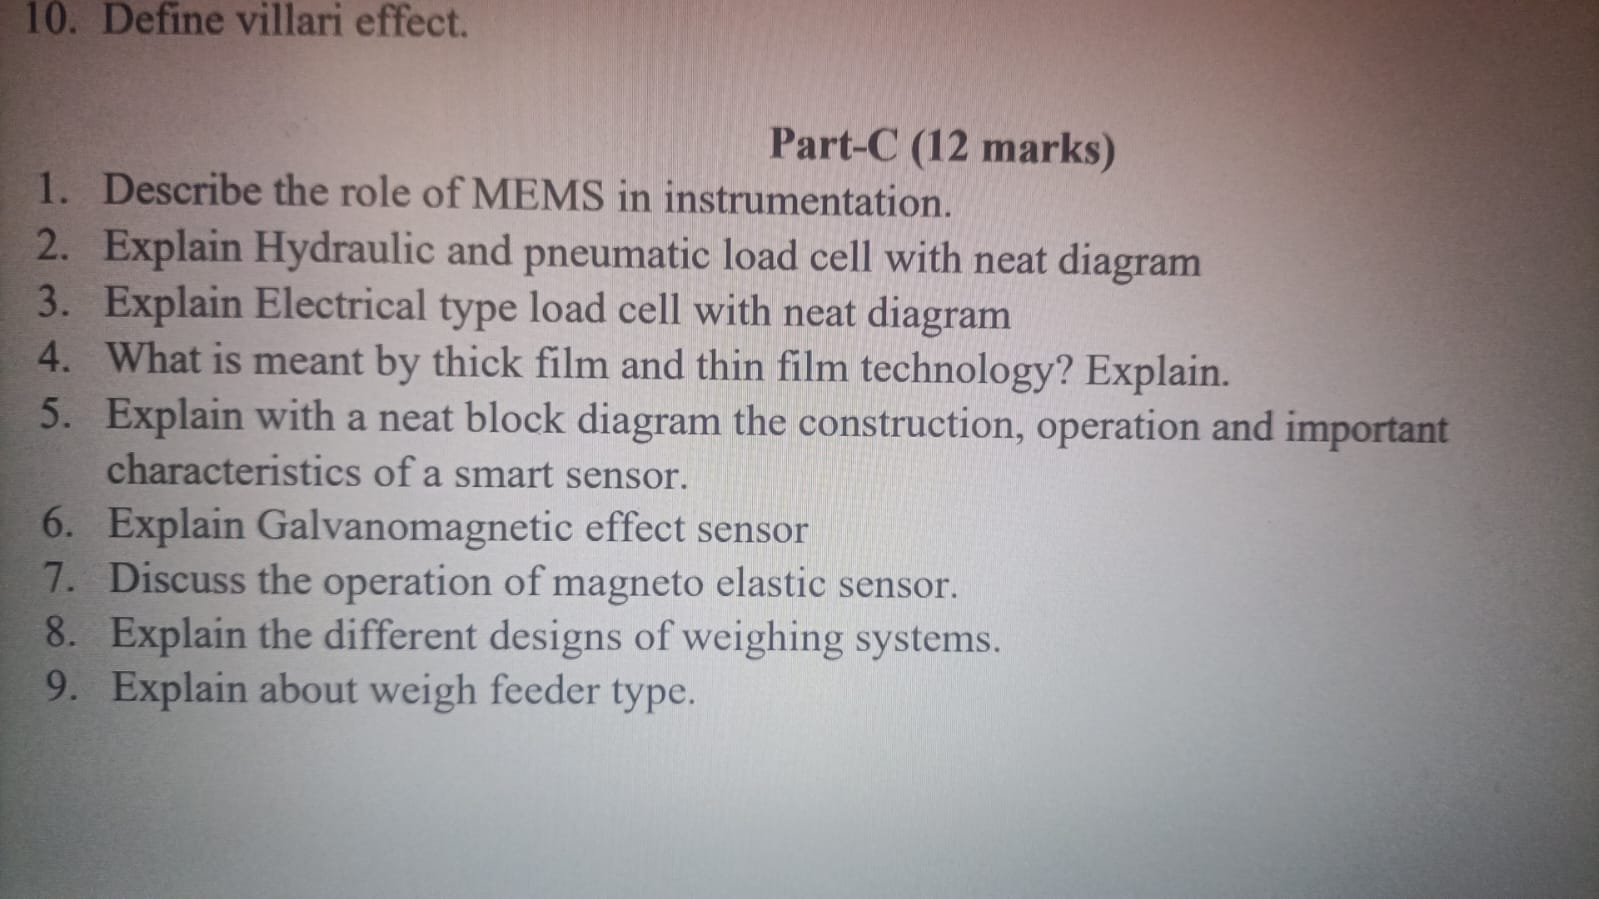 10. Define villari effect.
Part-C (12 marks)
1. Describe the role of MEMS in instrumentation.
2. Explain Hydraulic and pneumatic load cell with neat diagram
3. Explain Electrical type load cell with neat diagram
4. What is meant by thick film and thin film technology? Explain.
5. Explain with a neat block diagram the construction, operation and important
characteristics of a smart sensor.
6. Explain Galvanomagnetic effect sensor
7. Discuss the operation of magneto elastic sensor.
8. Explain the different designs of weighing systems.
9. Explain about weigh feeder type.